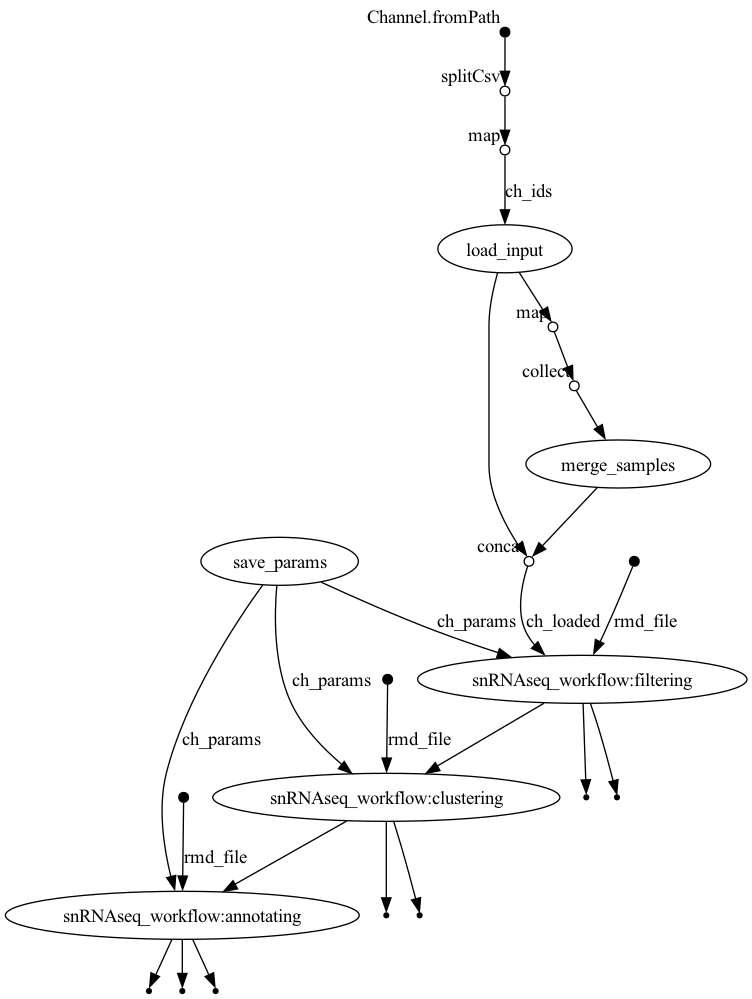 Channel.fromPath
splitCsv
map
ch_ids
load_input
map
collect
merge_samples
concat
save_params
ch_params
ch_loaded
rmd_file
snRNAseq_workflow:filtering
ch_params
rmd_file
snRNAseq_workflow:clustering
ch_params
rmd_file
snRNAseq_workflow:annotating